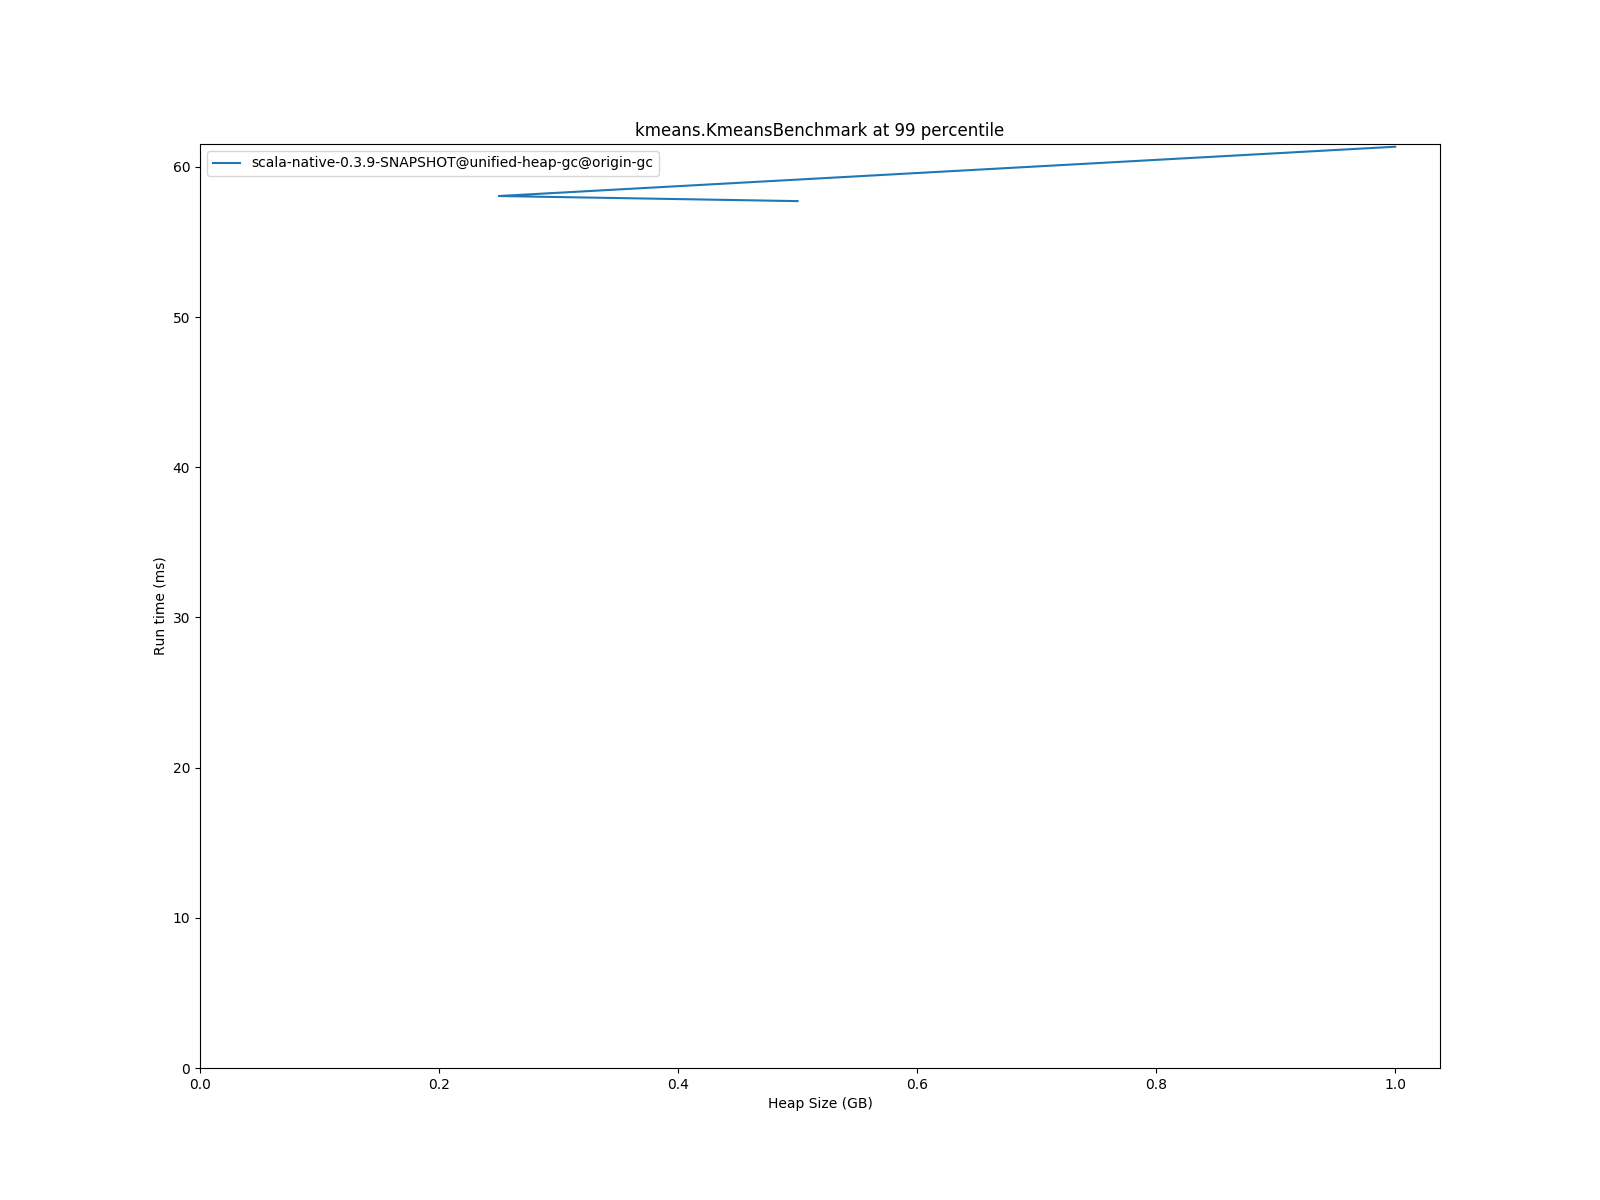 kmeans.KmeansBenchmark at 99 percentile
scala-native-0.3.9-SNAPSHOT@unified-heap-gc@origin-gc
60
50
40
30
20
10
0
Run time (ms)
0.0 0.2 0.4 0.6 0.8 1.0
Heap Size (GB)